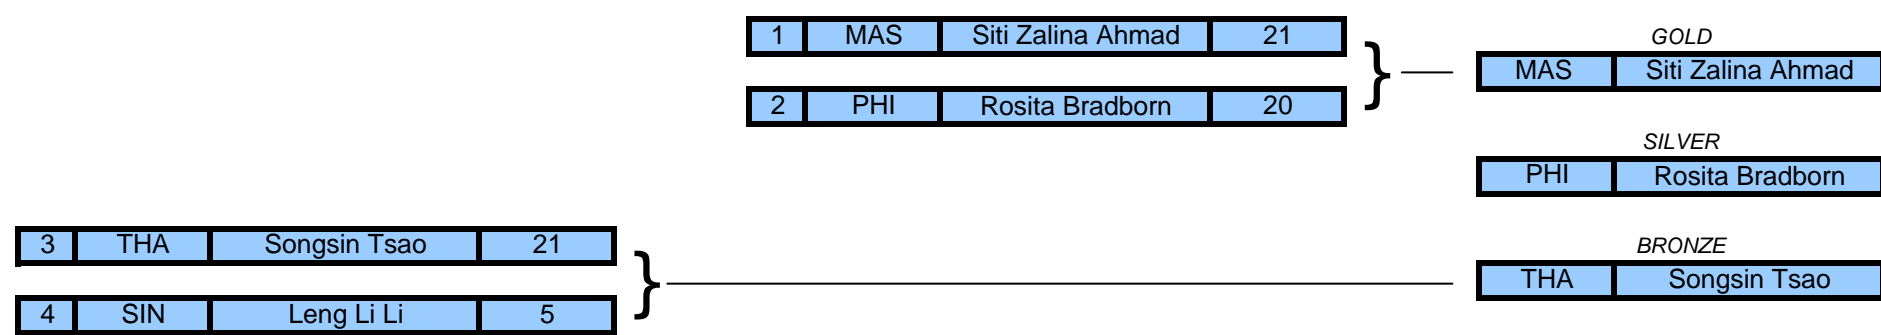 1 MAS Siti Zalina Ahmad 21
2 PHI Rosita Bradborn 20
GOLD
MAS Siti Zalina Ahmad
SILVER
PHI Rosita Bradborn
3 THA Songsin Tsao 21
4 SIN Leng Li Li 5
BRONZE
THA Songsin Tsao